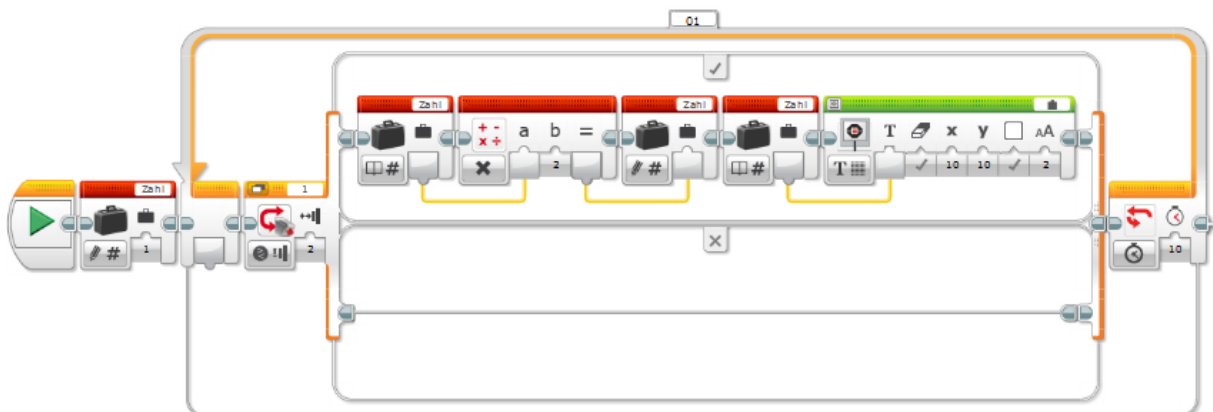 01
Zahl Zahl Zahl
a b = T x y AA
2 10 10 2
# # # T
Zahl 1
1 2 10
#